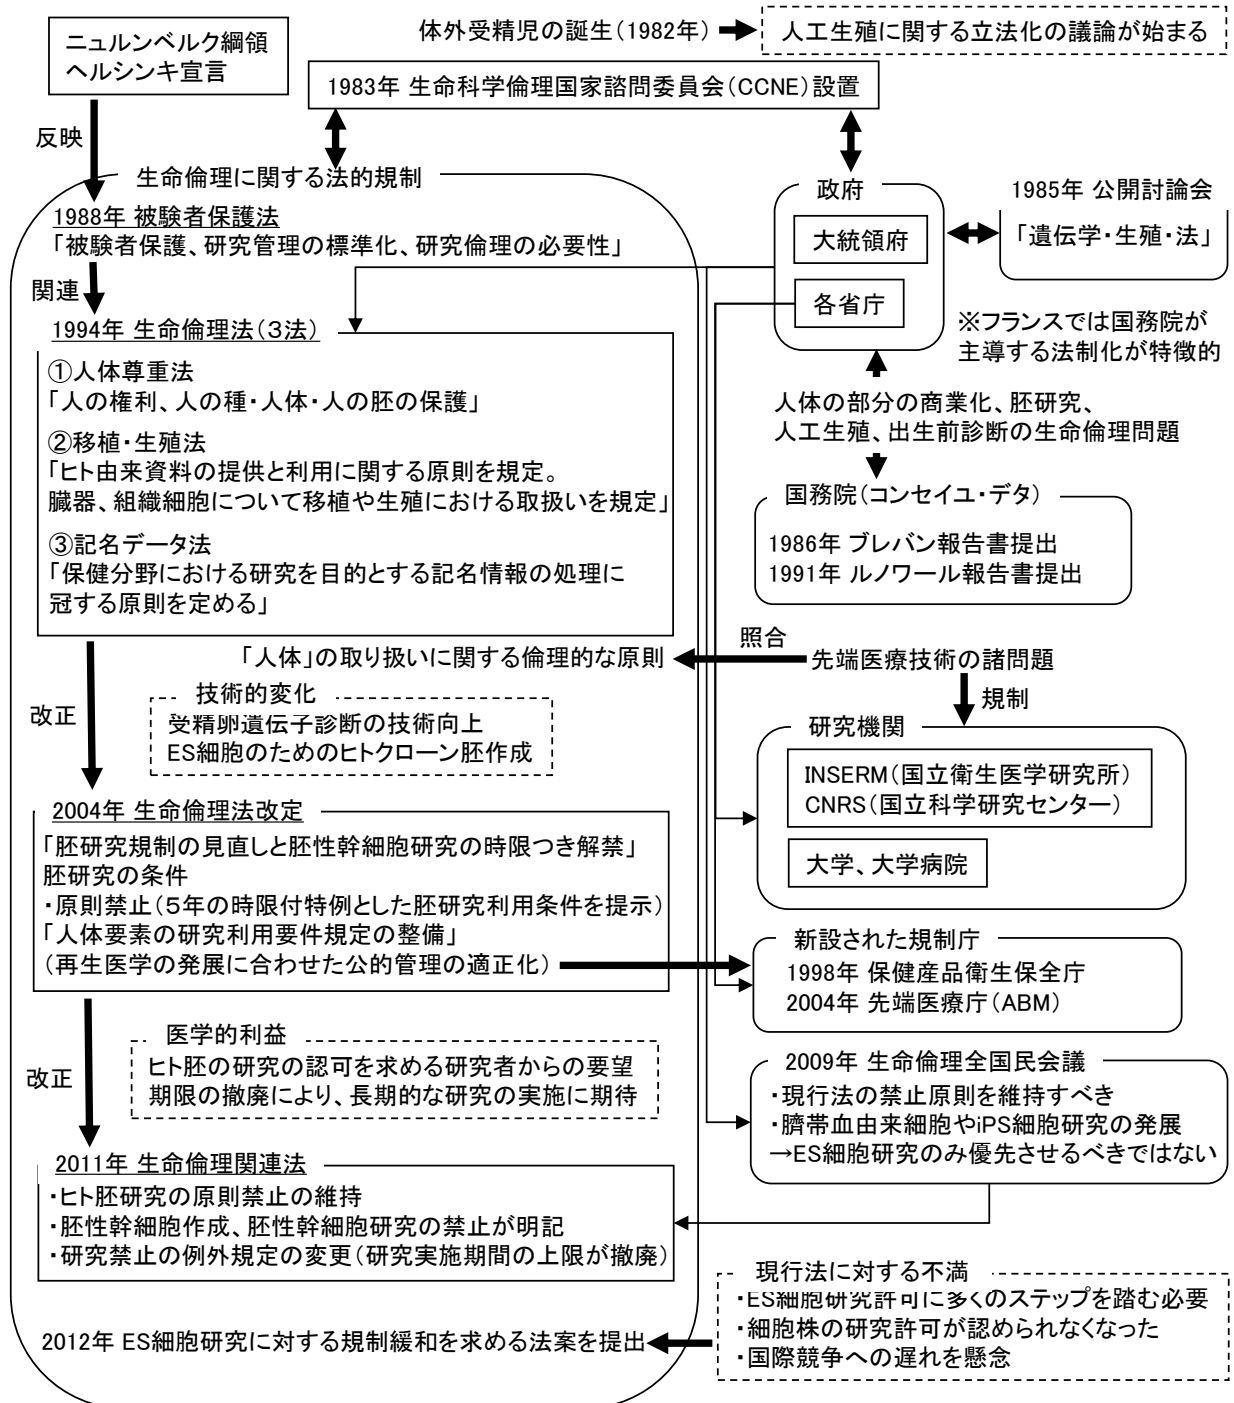 ニュルンベルク綱領
ヘルシンキ宣言
体外受精児の誕生(1982年)
人工生殖に関する立法化の議論が始まる
1983年 生命科学倫理国家諮問委員会(CCNE)設置
反映
生命倫理に関する法的規制
1988年 被験者保護法
「被験者保護、研究管理の標準化、研究倫理の必要性」
関連
政府
大統領府
各省庁
1985年 公開討論会
「遺伝学・生殖・法」
※フランスでは国務院が
主導する法制化が特徴的
1994年 生命倫理法(3法)
①人体尊重法
「人の権利、人の種・人体・人の胚の保護」
②移植・生殖法
「ヒト由来資料の提供と利用に関する原則を規定。
臓器、組織細胞について移植や生殖における取扱いを規定」
③記名データ法
「保健分野における研究を目的とする記名情報の処理に
冠する原則を定める」
人体の部分の商業化、胚研究、
人工生殖、出生前診断の生命倫理問題
国務院(コンセイユ・デタ)
1986年 ブレバン報告書提出
1991年 ルノワール報告書提出
照合
「人体」の取り扱いに関する倫理的な原則
先端医療技術の諸問題
規制
改正
技術的変化
受精卵遺伝子診断の技術向上
ES細胞のためのヒトクローン胚作成
研究機関
INSERM(国立衛生医学研究所)
CNRS(国立科学研究センター)
大学、大学病院
2004年 生命倫理法改定
「胚研究規制の見直しと胚性幹細胞研究の時限つき解禁」
胚研究の条件
・原則禁止(5年の時限付特例とした胚研究利用条件を提示)
「人体要素の研究利用要件規定の整備」
(再生医学の発展に合わせた公的管理の適正化)
新設された規制庁
1998年 保健産品衛生保全庁
2004年 先端医療庁(ABM)
改正
医学的利益
ヒト胚の研究の認可を求める研究者からの要望
期限の撤廃により、長期的な研究の実施に期待
2009年 生命倫理全国民会議
・現行法の禁止原則を維持すべき
・臍帯血由来細胞やiPS細胞研究の発展
→ES細胞研究のみ優先させるべきではない
2011年 生命倫理関連法
・ヒト胚研究の原則禁止の維持
・胚性幹細胞作成、胚性幹細胞研究の禁止が明記
・研究禁止の例外規定の変更(研究実施期間の上限が撤廃)
現行法に対する不満
・ES細胞研究許可に多くのステップを踏む必要
・細胞株の研究許可が認められなくなった
・国際競争への遅れを懸念
2012年 ES細胞研究に対する規制緩和を求める法案を提出